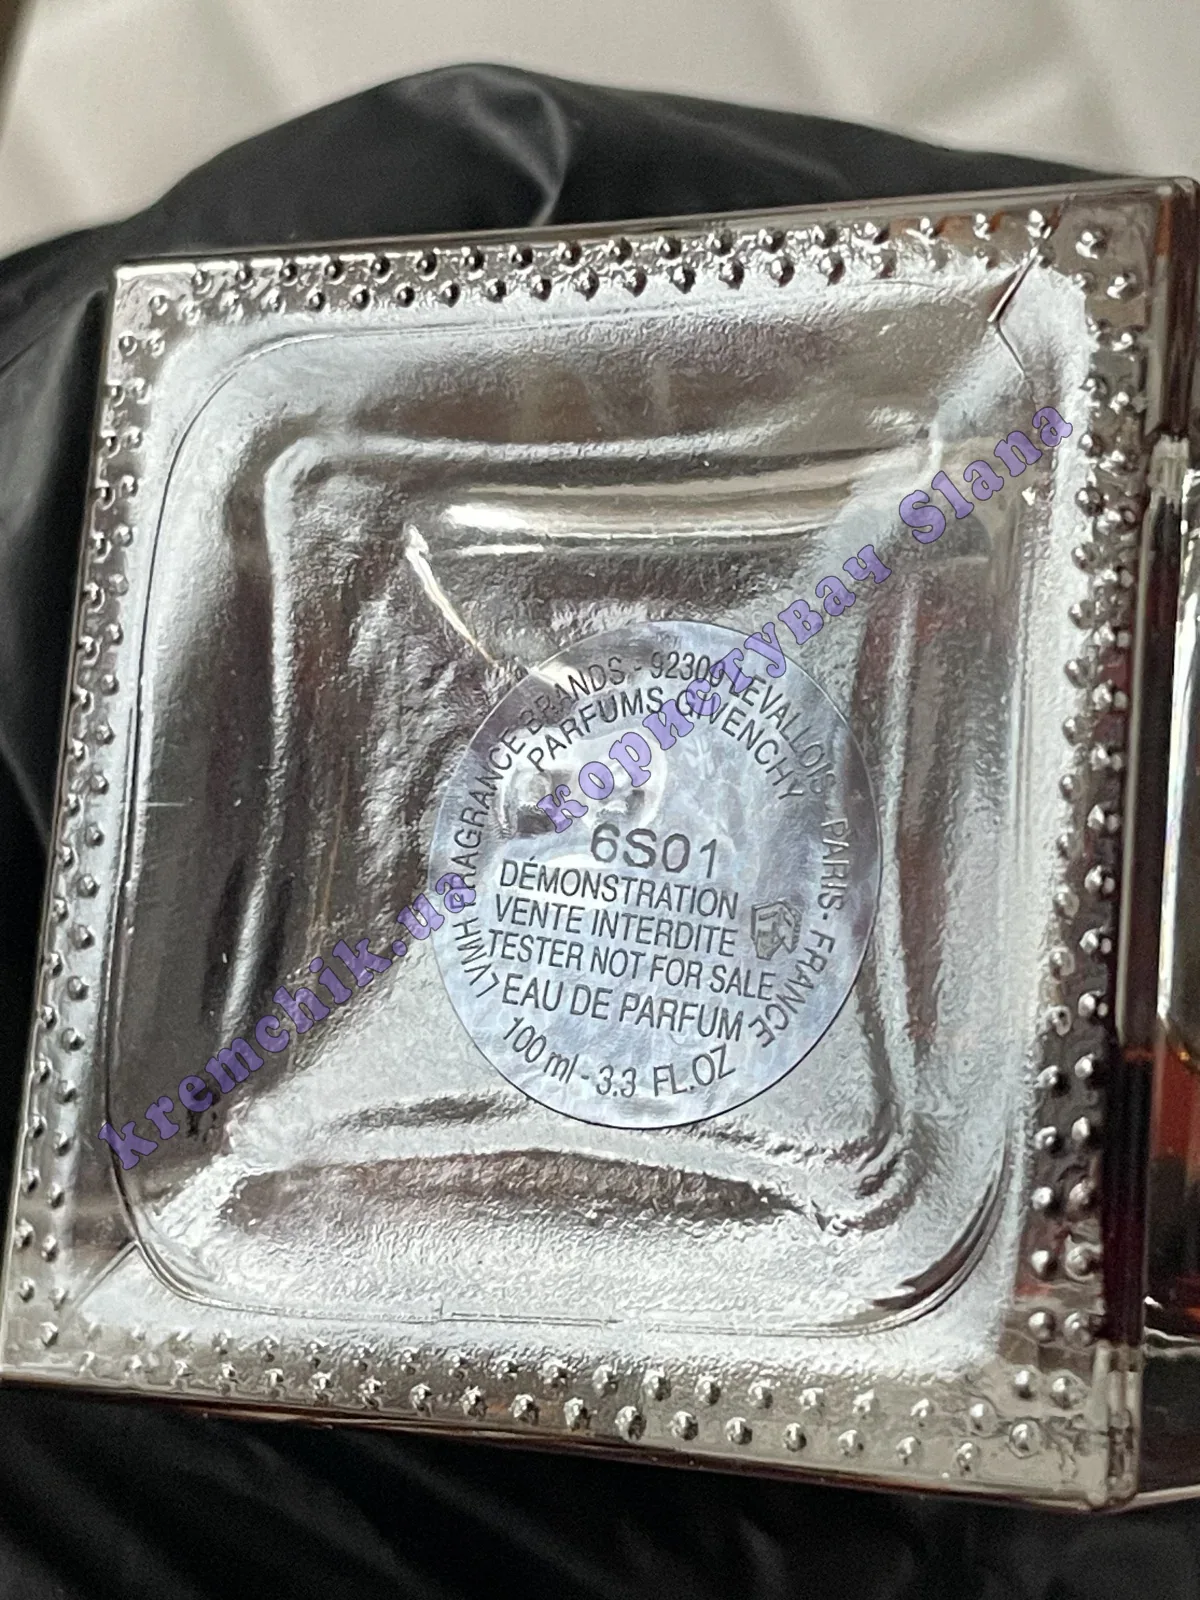 LVMH FRAGRANCE BRANDS - 92300 LEVALLOIS - PARIS - FRANCE
PARFUMS GIVENCHY
6S01
DÉMONSTRATION
VENTE INTERDITE
TESTER NOT FOR SALE
EAU DE PARFUM
100 ml - 3.3 FL.OZ
kremchik.ua користувач Slana